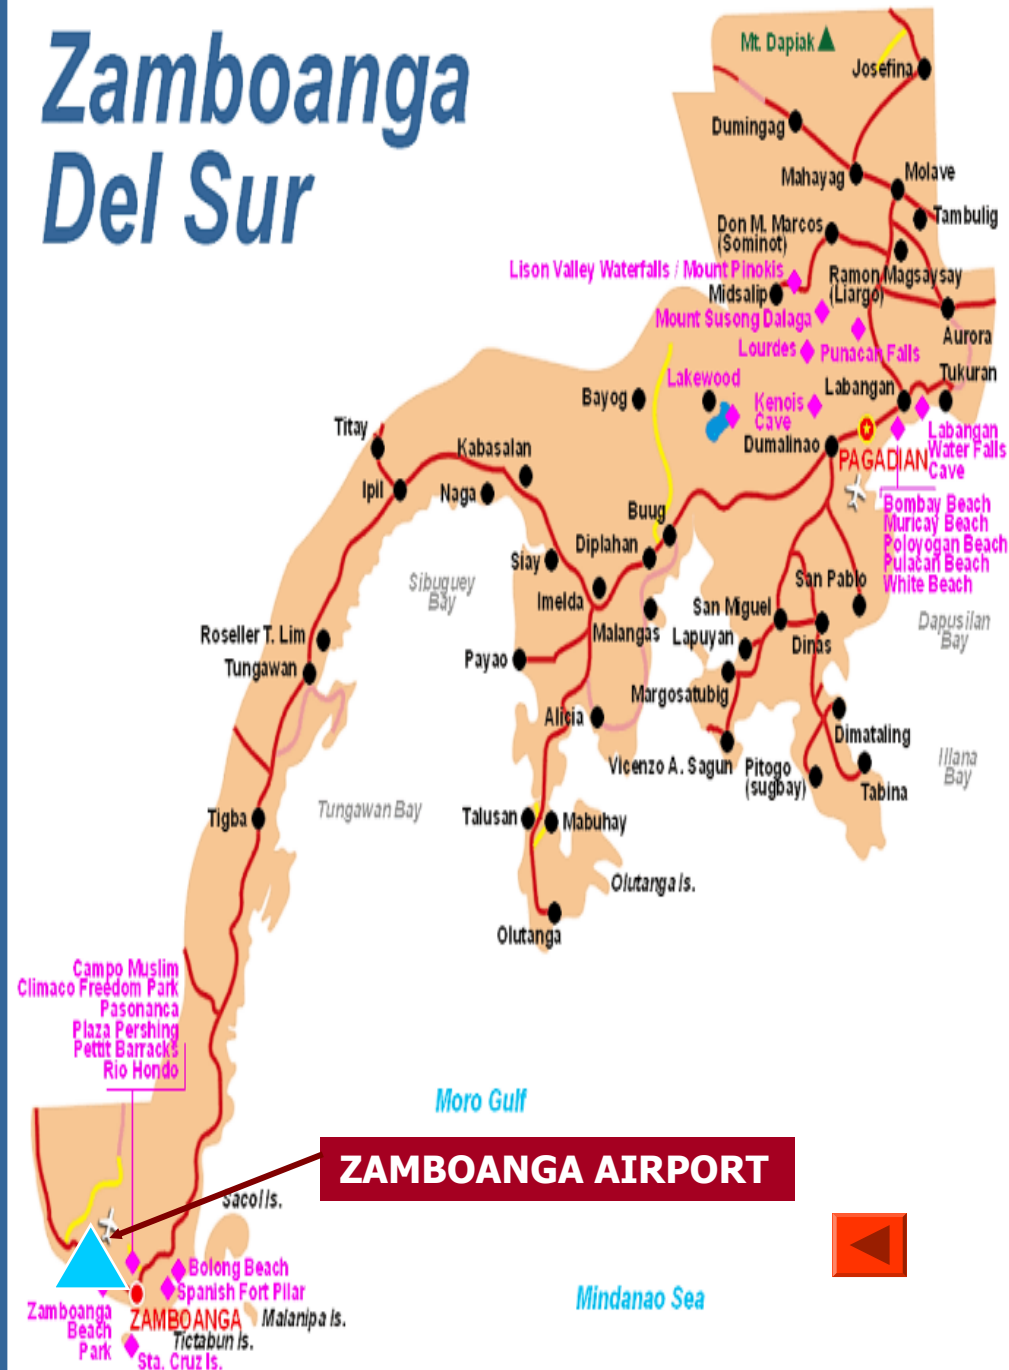 Zamboanga
Del Sur
Mt. Dapiak
Josefina
Dumingag
Mahayag
Molave
Tambulig
Don M. Marcos
(Sominot)
Lison Valley Waterfalls / Mount Pinokis
Ramon Magsaysay
(Liargo)
Midsalip
Mount Susong Dalaga
Aurora
Lourdes
Punacan Falls
Tukuran
Lakewood
Labangan
Bayog
Kenois
Cave
Titay
Kabasalan
Dumalinao
Labangan
Water Falls
Cave
PAGADIAN
Ipil
Naga
Bombay Beach
Muricay Beach
Poloyogan Beach
Pulacan Beach
White Beach
Buug
Diplahan
Siay
Sibuguey
Bay
Imelda
San Pablo
San Miguel
Malangas
Lapuyan
Dinas
Dapusilan
Bay
Roseller T. Lim
Tungawan
Payao
Margosatubig
Alicia
Dimataling
Vicenzo A. Sagun
Pitogo
(sugbay)
Illana
Bay
Tabina
Tungawan Bay
Tigba
Talusan
Mabuhay
Olutanga Is.
Olutanga
Campo Muslim
Climaco Freedom Park
Pasonanca
Plaza Pershing
Pettit Barracks
Rio Hondo
Moro Gulf
ZAMBOANGA AIRPORT
Sacol Is.
Bolong Beach
Spanish Fort Pilar
Mindanao Sea
Zamboanga
Beach
Park
ZAMBOANGA
Malanipa Is.
Tictabun Is.
Sta. Cruz Is.